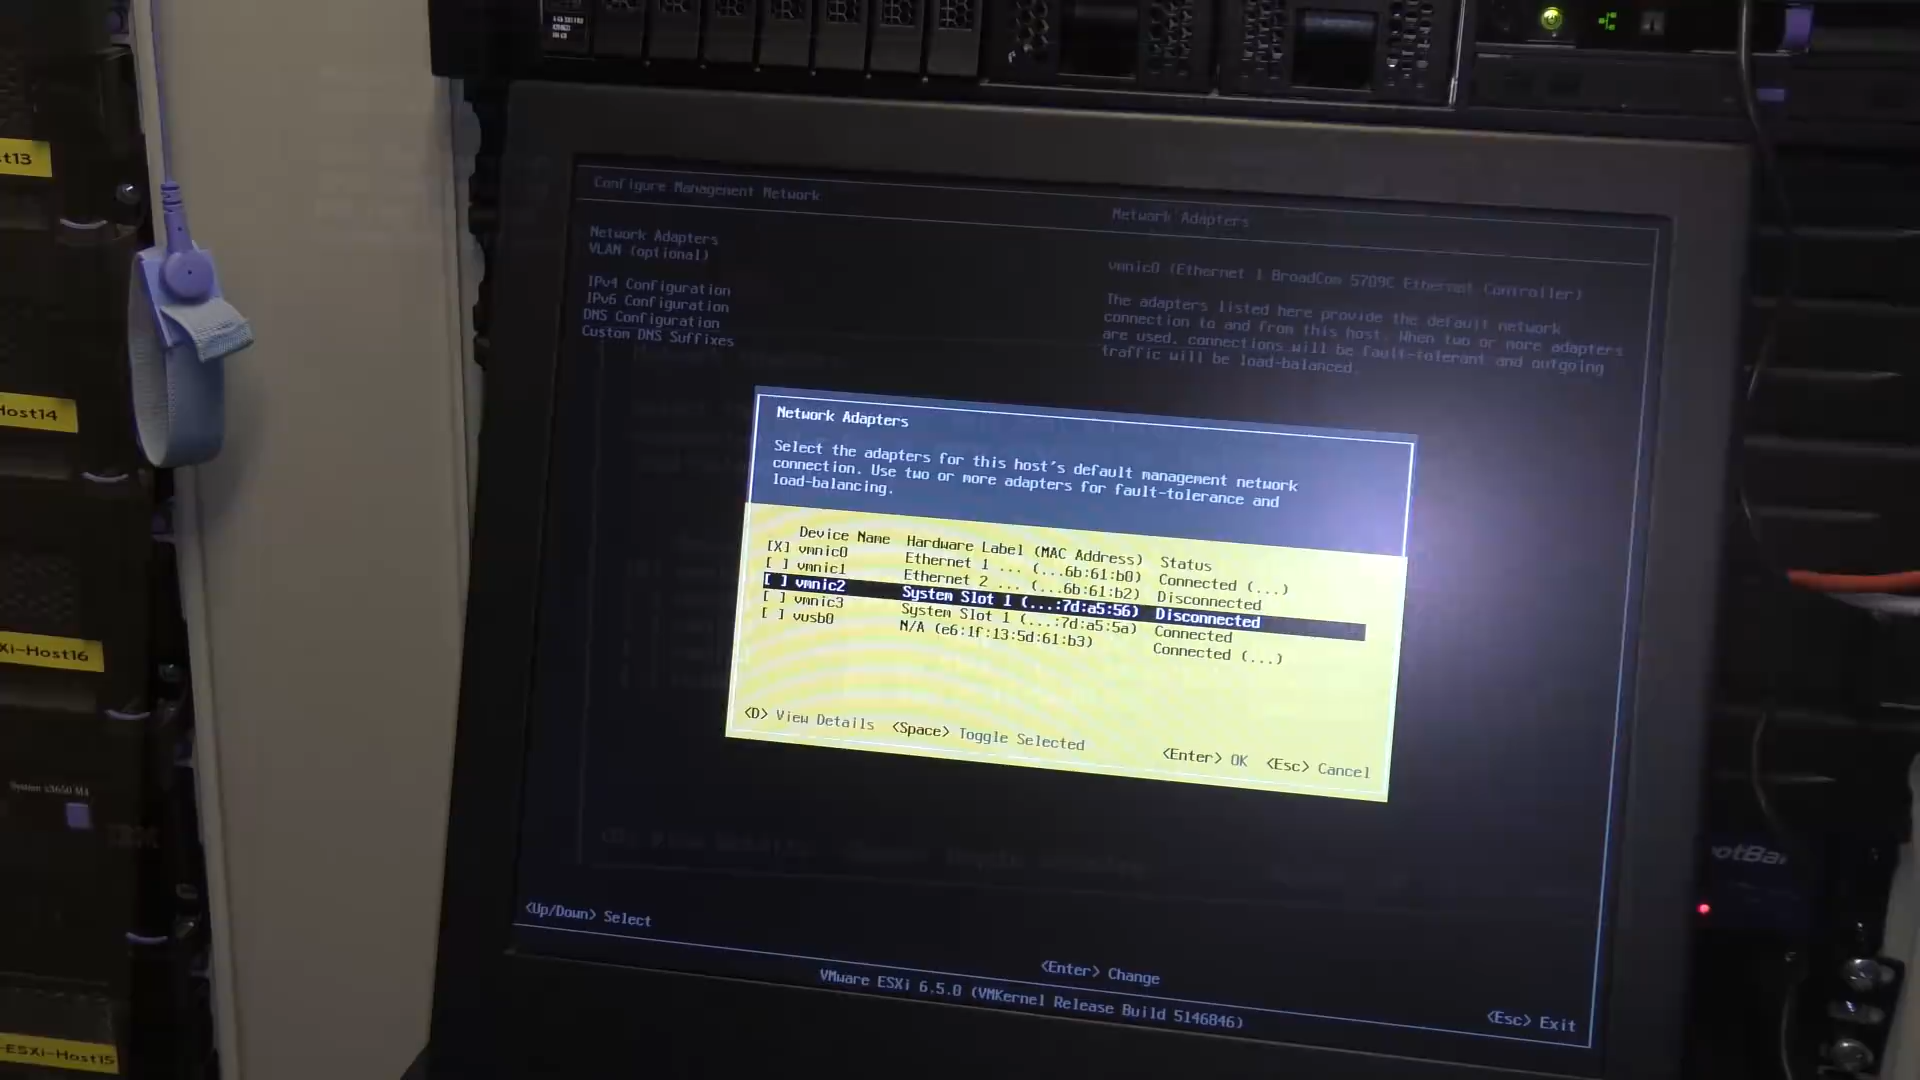 Configure Management Network
Network Adapters
Network Adapters
VLAN (optional)
IPv4 Configuration
IPv6 Configuration
DNS Configuration
Custom DNS Suffixes
vmnic0 (Ethernet 1 BroadCom 5709C Ethernet Controller)
The adapters listed here provide the default network
connection to and from this host. When two or more adapters
are used, connections will be fault-tolerant and outgoing
traffic will be load-balanced.
Network Adapters
Select the adapters for this host's default management network
connection. Use two or more adapters for fault-tolerance and
load-balancing.
Device Name Hardware Label (MAC Address) Status
[X] vmnic0 Ethernet 1 ... (...6b:61:b0) Connected (...)
[ ] vmnic1 Ethernet 2 ... (...6b:61:b2) Disconnected
[ ] vmnic2 System Slot 1 (...:7d:a5:56) Disconnected
[ ] vmnic3 System Slot 1 (...:7d:a5:5a) Connected
[ ] vusb0 N/A (e6:1f:13:5d:61:b3) Connected (...)
<D> View Details <Space> Toggle Selected <Enter> OK <Esc> Cancel
<Up/Down> Select <Enter> Change <Esc> Exit
VMware ESXi 6.5.0 (VMKernel Release Build 5146846)
st13
Host14
Xi-Host16
System x3650 M4
IBM
-ESXi-Host15
otBa